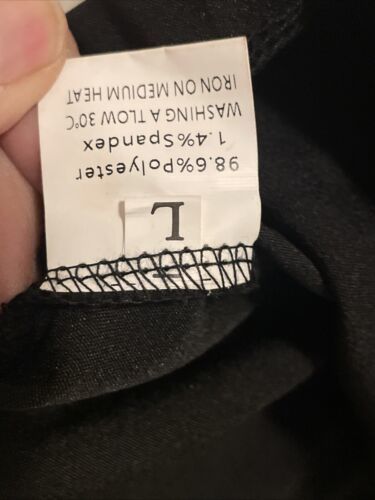 L
98.6%Polyester
1.4%Spandex
WASHING A TLOW 30°C
IRON ON MEDIUM HEAT